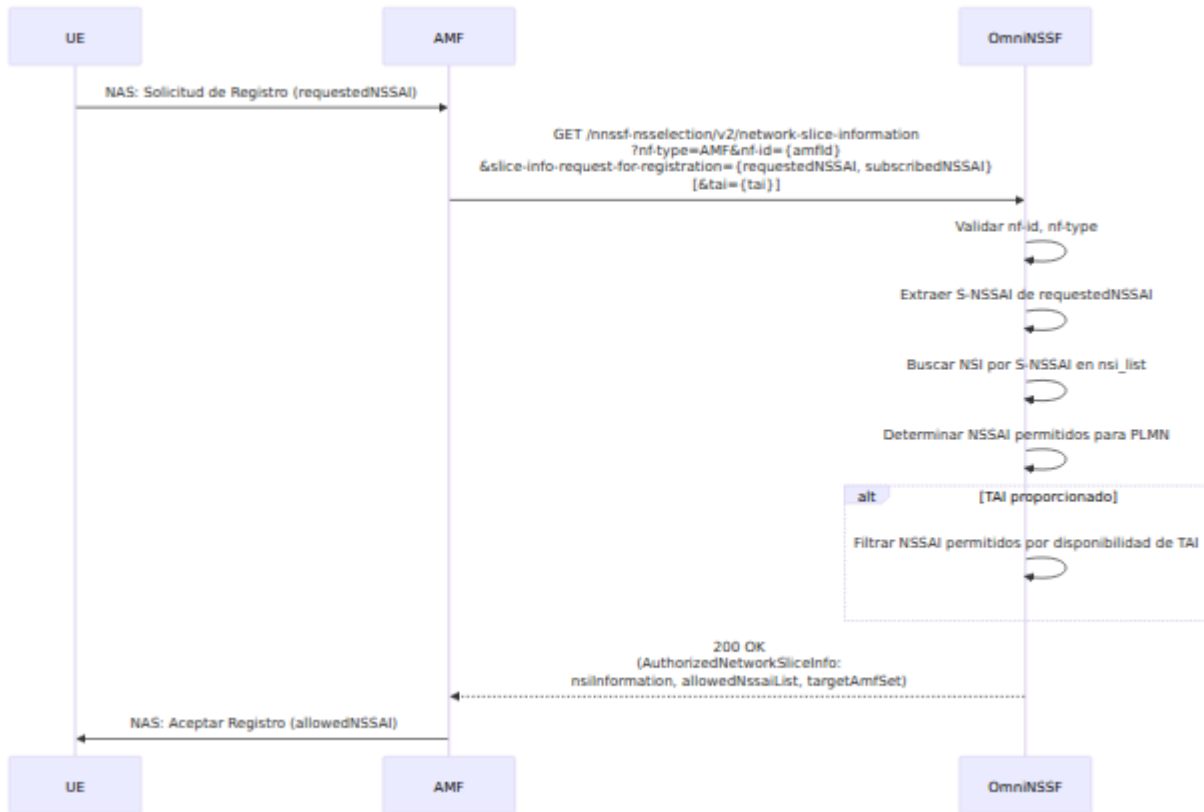 UE
AMF
OmniNSSF
NAS: Solicitud de Registro (requestedNSSAI)
GET /nnssf-nsselection/v2/network-slice-information
?nf-type=AMF&nf-id={amfId}
&slice-info-request-for-registration={requestedNSSAI, subscribedNSSAI}
[&tai={tai}]
Validar nf-id, nf-type
Extraer S-NSSAI de requestedNSSAI
Buscar NSI por S-NSSAI en nsi_list
Determinar NSSAI permitidos para PLMN
alt
[TAI proporcionado]
Filtrar NSSAI permitidos por disponibilidad de TAI
200 OK
(AuthorizedNetworkSliceInfo:
nsiInformation, allowedNssaiList, targetAmfSet)
NAS: Aceptar Registro (allowedNSSAI)
UE
AMF
OmniNSSF